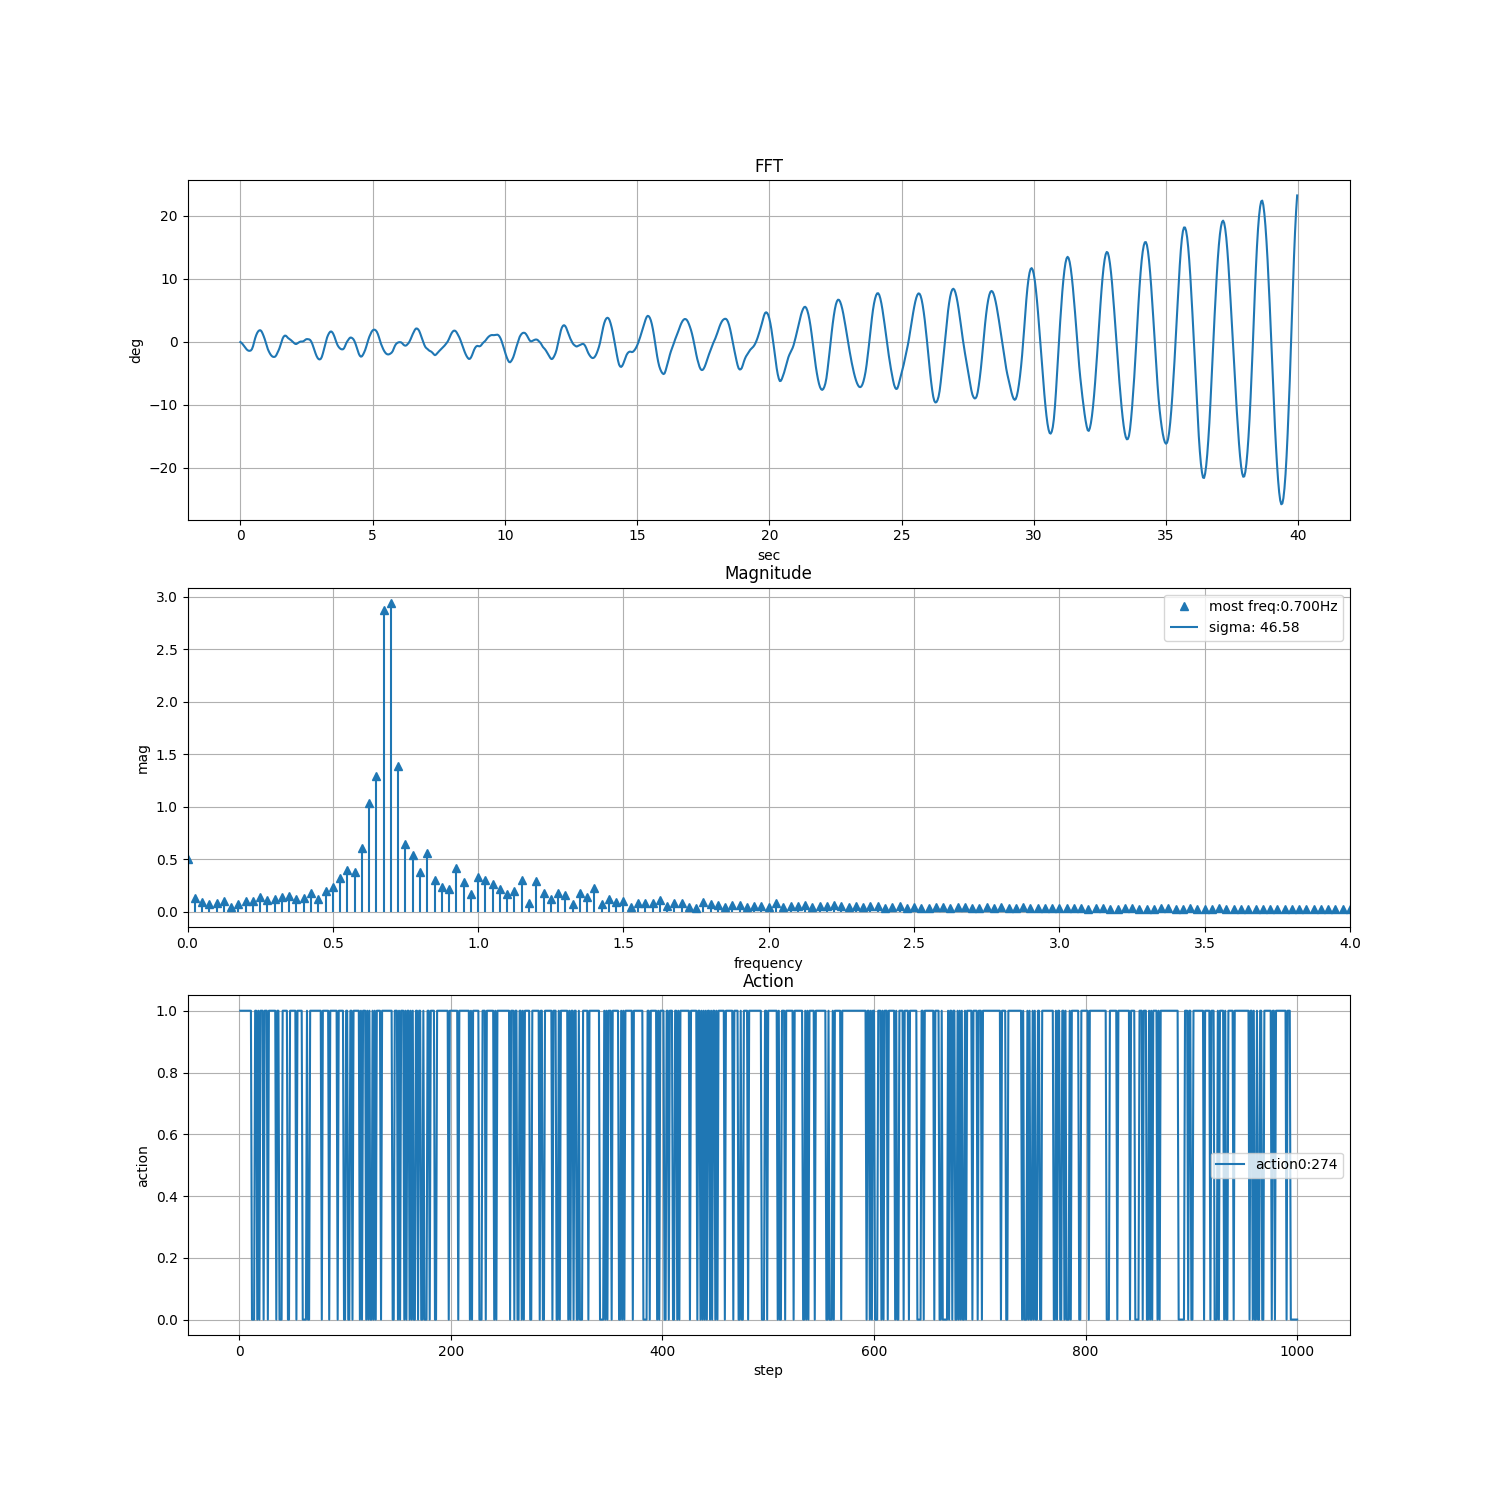 FFT
20
10
0
−10
−20
deg
0 5 10 15 20 25 30 35 40
sec
Magnitude
3.0
2.5
2.0
1.5
1.0
0.5
0.0
mag
most freq:0.700Hz
sigma: 46.58
0.0 0.5 1.0 1.5 2.0 2.5 3.0 3.5 4.0
frequency
Action
1.0
0.8
0.6
0.4
0.2
0.0
action
action0:274
0 200 400 600 800 1000
step